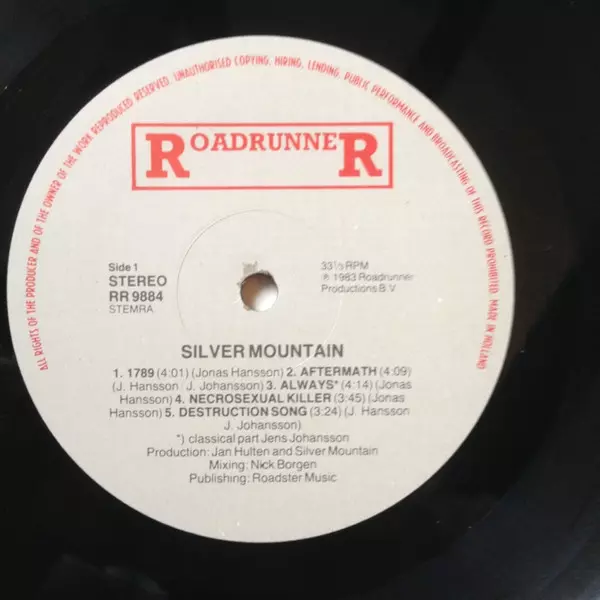 ALL RIGHTS OF THE PRODUCER AND OF THE OWNER OF THE WORK REPRODUCED RESERVED. UNAUTHORISED COPYING, HIRING, LENDING, PUBLIC PERFORMANCE AND BROADCASTING OF THIS RECORD PROHIBITED. MADE IN HOLLAND
ROADRUNNER
Side 1
STEREO
RR 9884
STEMRA
33⅓ RPM
℗ 1983 Roadrunner
Productions B.V
SILVER MOUNTAIN
1. 1789 (4:01) (Jonas Hansson) 2. AFTERMATH (4:09)
(J. Hansson J. Johansson) 3. ALWAYS* (4:14) (Jonas
Hansson) 4. NECROSEXUAL KILLER (3:45) (Jonas
Hansson) 5. DESTRUCTION SONG (3:24) (J. Hansson
J. Johansson)
*) classical part Jens Johansson
Production: Jan Hulten and Silver Mountain
Mixing: Nick Borgen
Publishing: Roadster Music